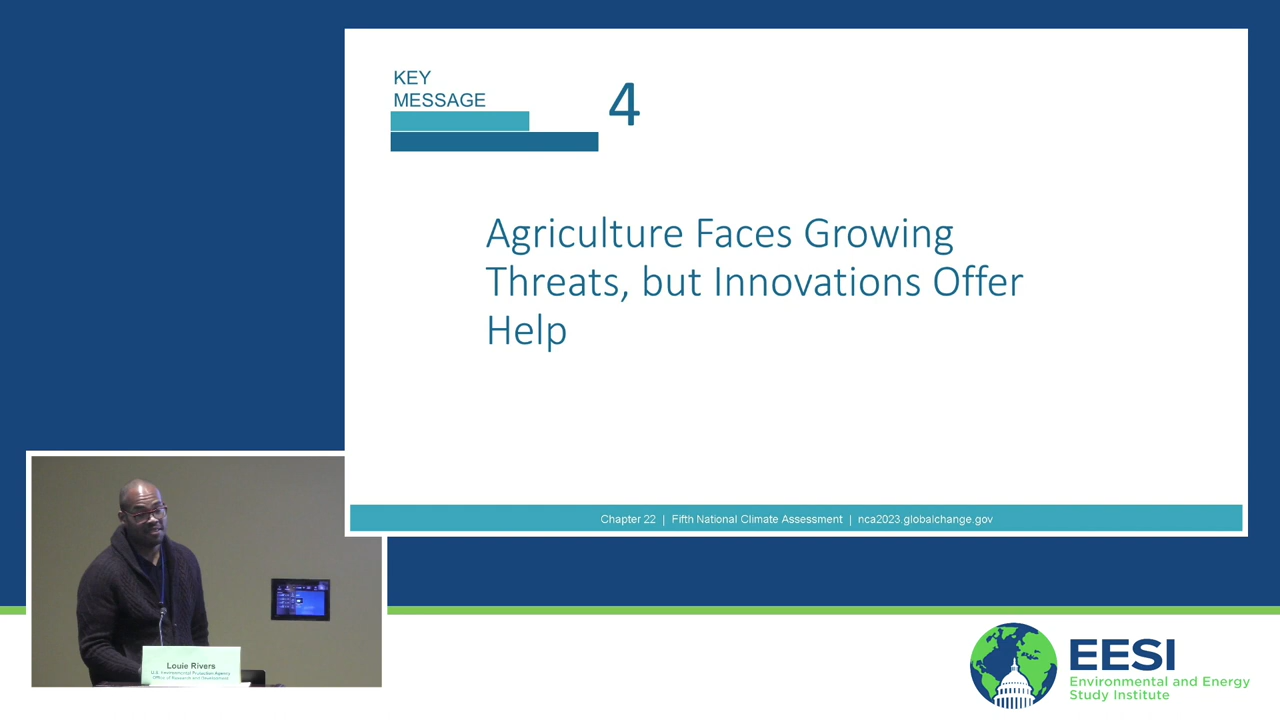 KEY
MESSAGE
4
Agriculture Faces Growing
Threats, but Innovations Offer
Help
Chapter 22 | Fifth National Climate Assessment | nca2023.globalchange.gov
Louie Rivers
U.S. Environmental Protection Agency
Office of Research and Development
EESI
Environmental and Energy
Study Institute